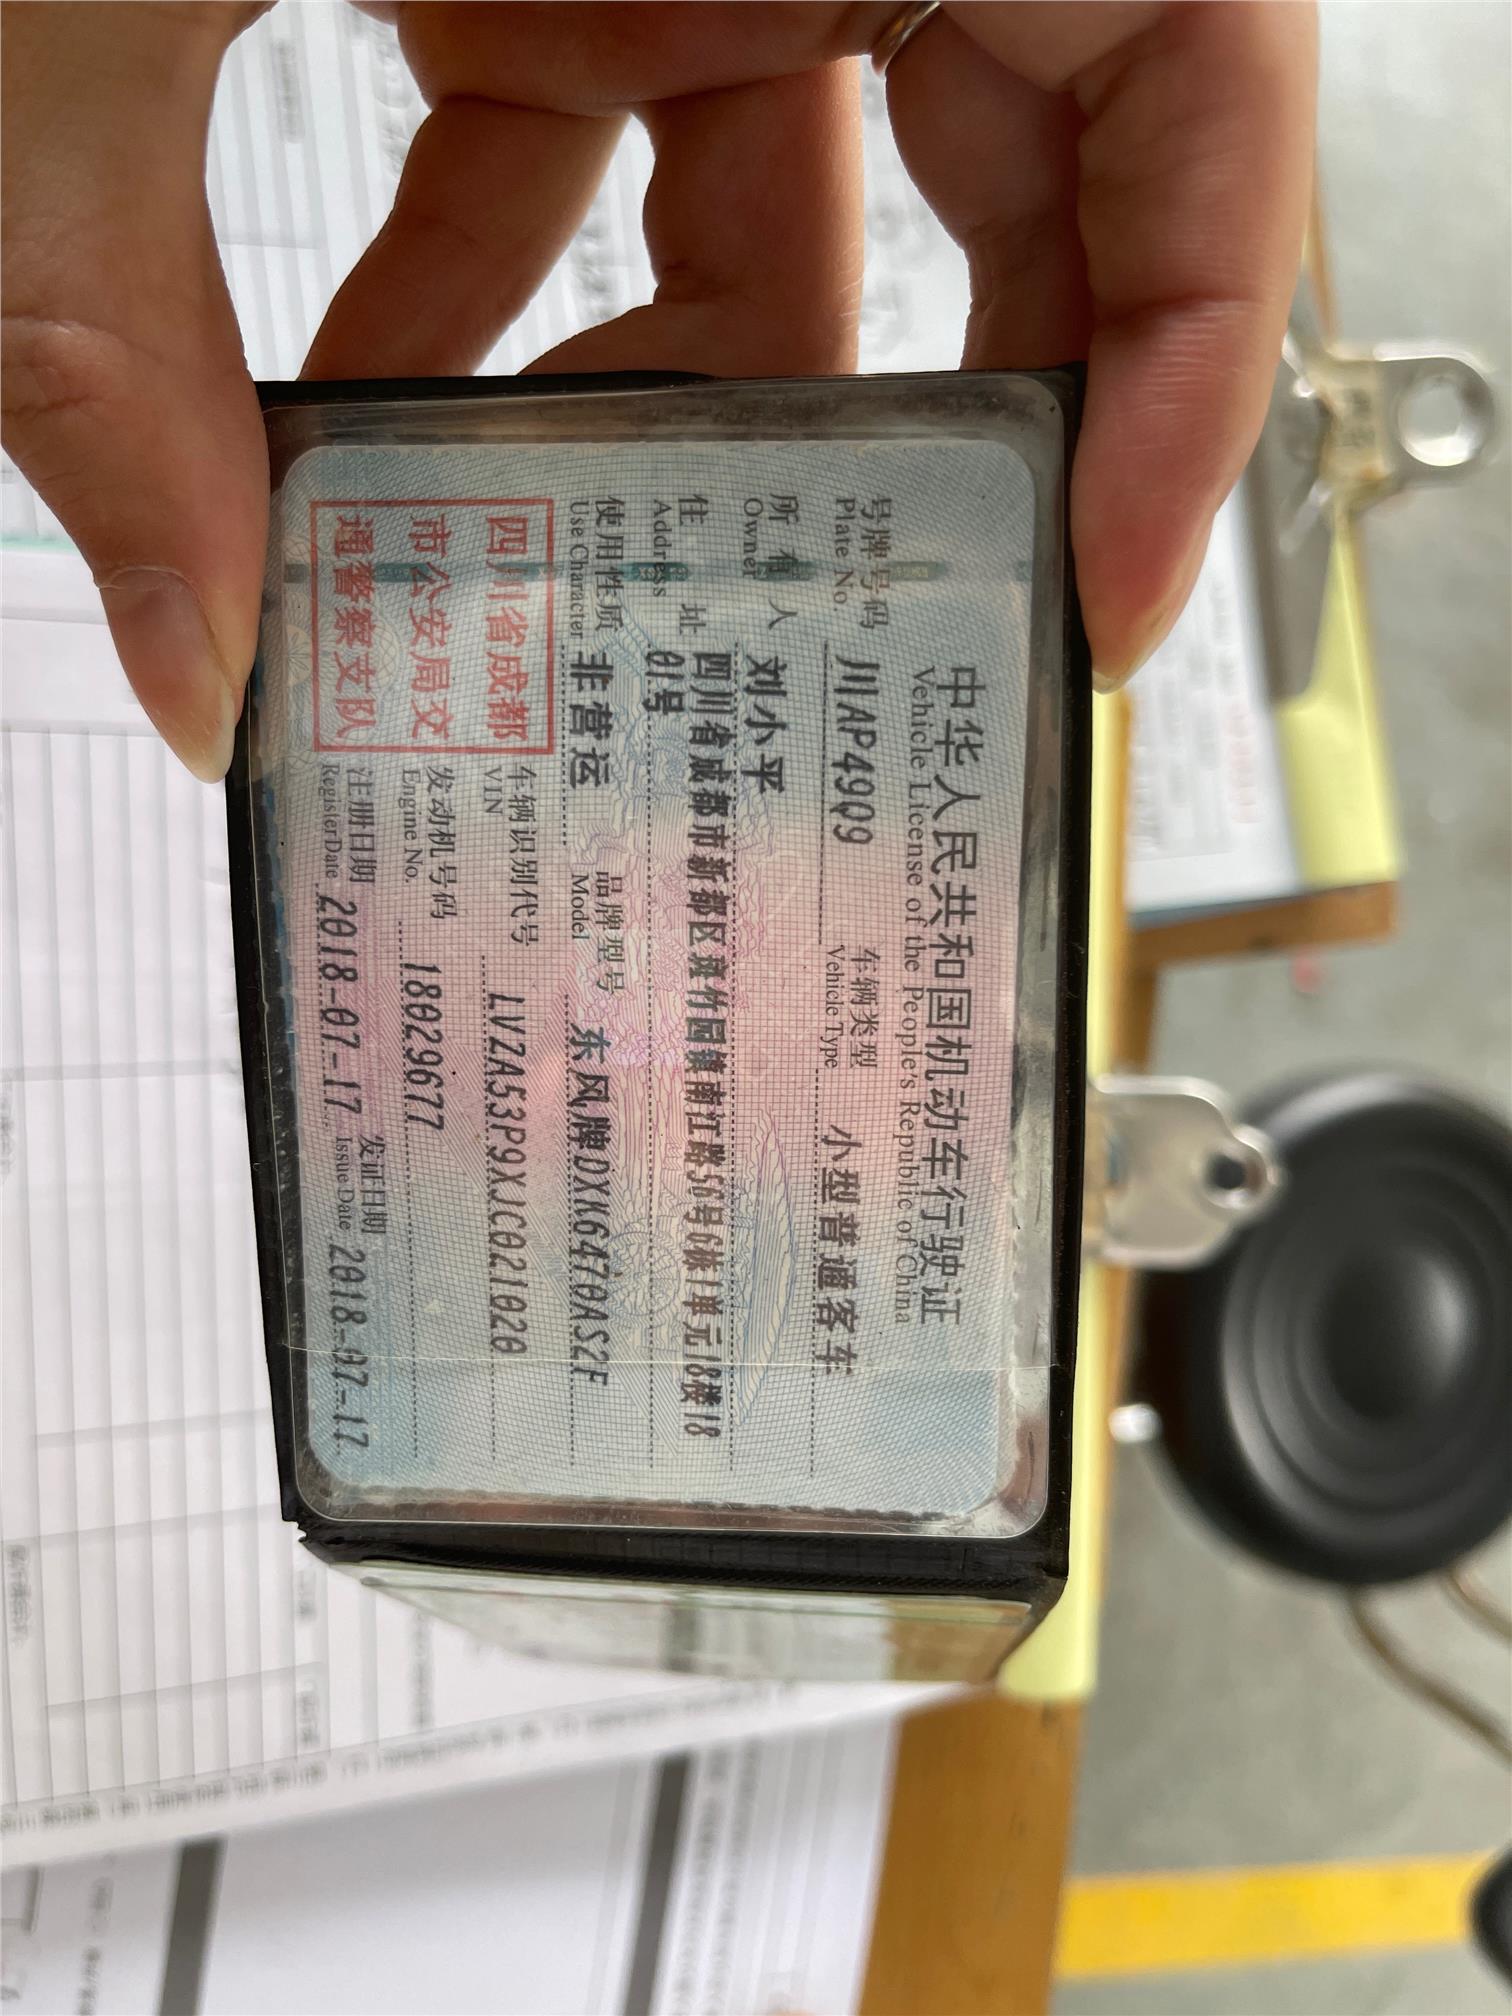 中华人民共和国机动车行驶证
Vehicle License of the People's Republic of China
号牌号码 川AP49Q9 车辆类型 小型普通客车
Plate No. Vehicle Type
所有人 刘小平
Owner
住址 四川省成都市新都区斑竹园镇南江路56号6栋1单元18楼18
Address 01号
使用性质 非营运 品牌型号 东风牌DXK6470AS2F
Use Character Model
四川省成都
市公安局交
通警察支队
车辆识别代号 LVZA53P9XJC021020
VIN
发动机号码 18029677
Engine No.
注册日期 2018-07-17 发证日期 2018-07-17
Register Date Issue Date